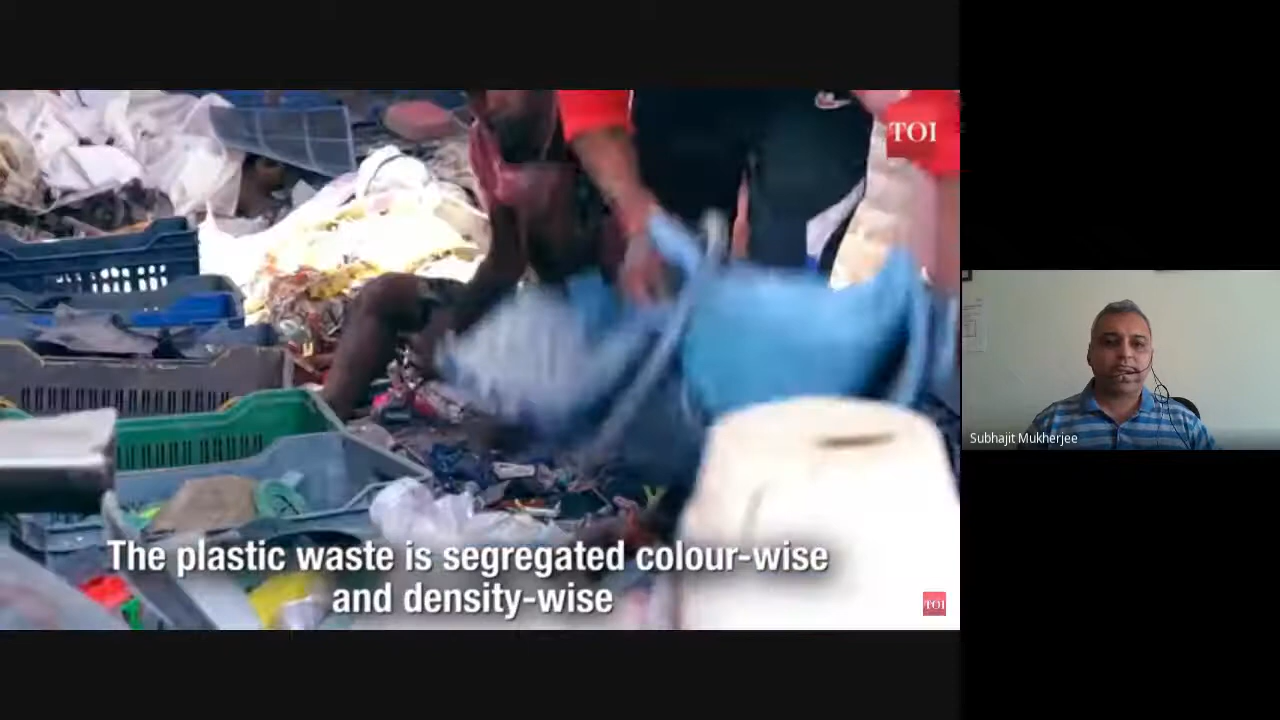 TOI
Subhajit Mukherjee
The plastic waste is segregated colour-wise
and density-wise
TOI